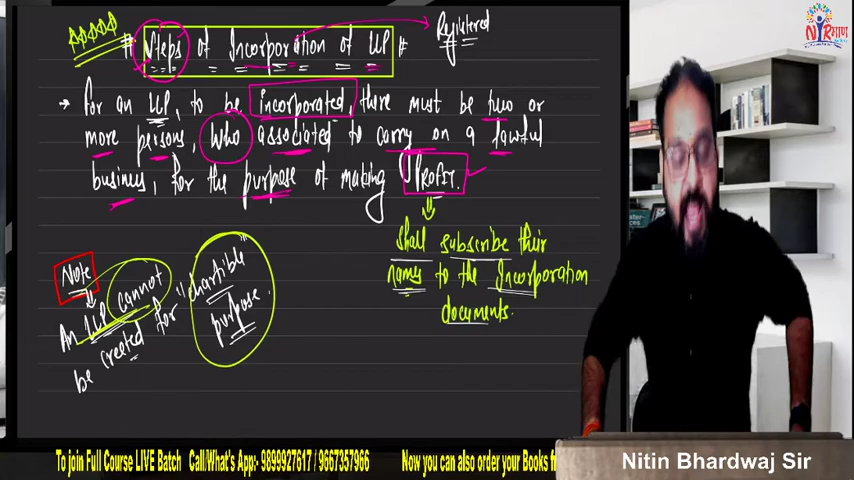 # Steps of Incorporation of LLP #
Registered
→ For an LLP, to be incorporated, there must be two or
more persons, who associated to carry on a lawful
business, for the purpose of making Profit.
Shall subscribe their
names to the Incorporation
documents.
Note
An LLP cannot
be created for "chartible"
purpose.
NIRMAN
To join Full Course LIVE Batch Call/What's App:- 9899927617 / 9667357966 Now you can also order your Books f
Nitin Bhardwaj Sir